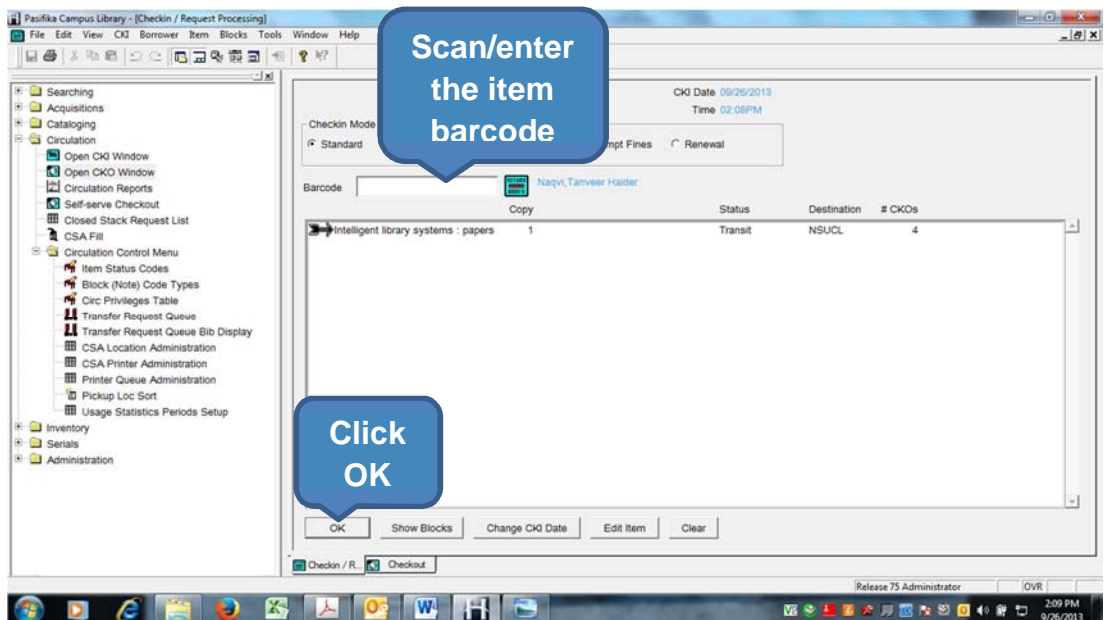 Pasifika Campus Library - [Checkin / Request Processing]
File Edit View CKI Borrower Item Blocks Tools Window Help
Scan/enter
the item
barcode
Searching
Acquisitions
Cataloging
Circulation
Open CKI Window
Open CKO Window
Circulation Reports
Self-serve Checkout
Closed Stack Request List
CSA Fill
Circulation Control Menu
Item Status Codes
Block (Note) Code Types
Circ Privileges Table
Transfer Request Queue
Transfer Request Queue Bib Display
CSA Location Administration
CSA Printer Administration
Printer Queue Administration
Pickup Loc Sort
Usage Statistics Periods Setup
Inventory
Serials
Administration
CKI Date 09/26/2013
Time 02:08PM
Checkin Mode
Standard
Fines Renewal
Barcode Naqvi,Tanveer Haider
Copy Status Destination # CKOs
Intelligent library systems : papers 1 Transit NSUCL 4
Click
OK
OK Show Blocks Change CKI Date Edit Item Clear
Checkin / R... Checkout
Release 75 Administrator OVR
2:09 PM
9/26/2013